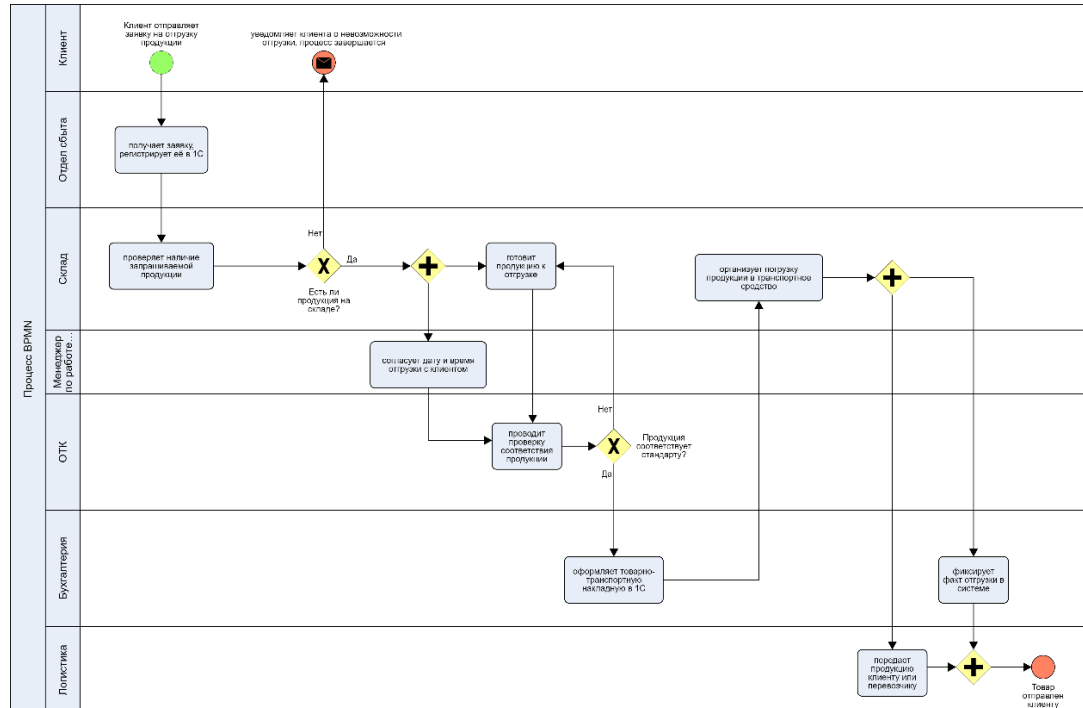 Процесс BPMN
Клиент
Клиент отправляет
заявку на отгрузку
продукции
уведомляет клиента о невозможности
отгрузки, процесс завершается
Отдел сбыта
получает заявку,
регистрирует её в 1С
Склад
проверяет наличие
запрашиваемой
продукции
Нет
Да
Есть ли
продукция на
складе?
готовит
продукцию к
отгрузке
организует погрузку
продукции в транспортное
сродство
Менеджер
по работе...
согласует дату и время
отгрузки с клиентом
ОТК
проводит
проверку
соответствия
продукции
Нет
Да
Продукция
соответствует
стандарту?
Бухгалтерия
оформляет товарно-
транспортную
накладную в 1С
фиксирует
факт отгрузки в
системе
Логистика
передаст
продукцию
клиенту или
перевозчику
Товар
отправлен
клиенту